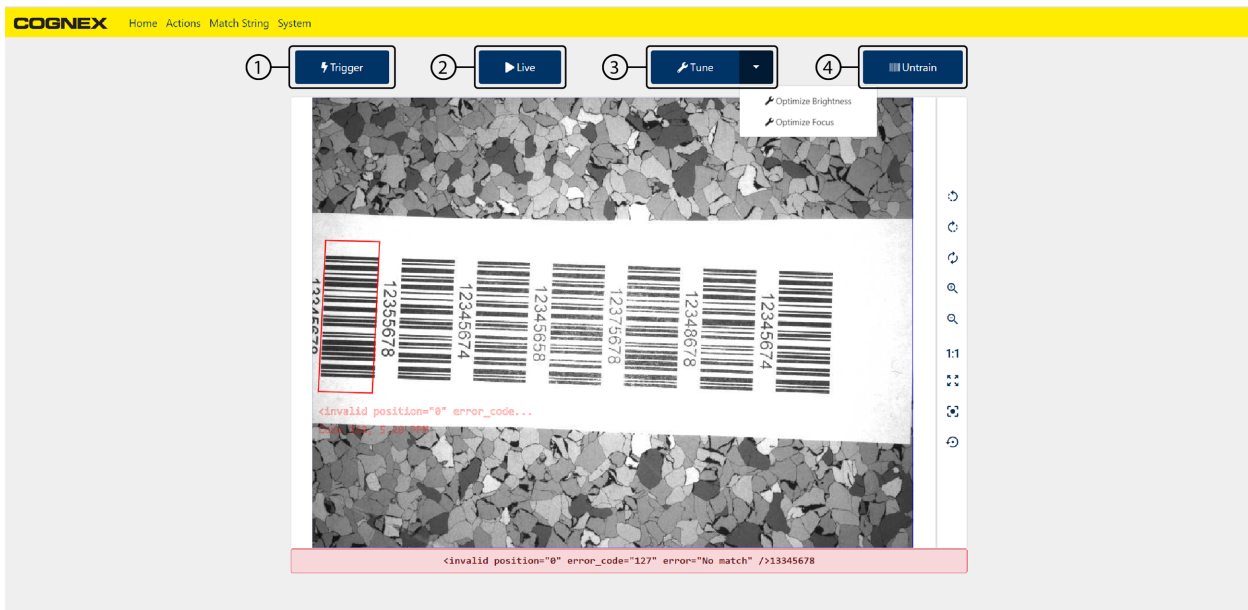 COGNEX Home Actions Match String System
1 Trigger 2 Live 3 Tune 4 Untrain
Optimize Brightness
Optimize Focus
12355678
12345674
12345658
12375678
12348678
12345674
1:1
<invalid position="0" error_code...
<invalid position="0" error_code="127" error="No match" />13345678